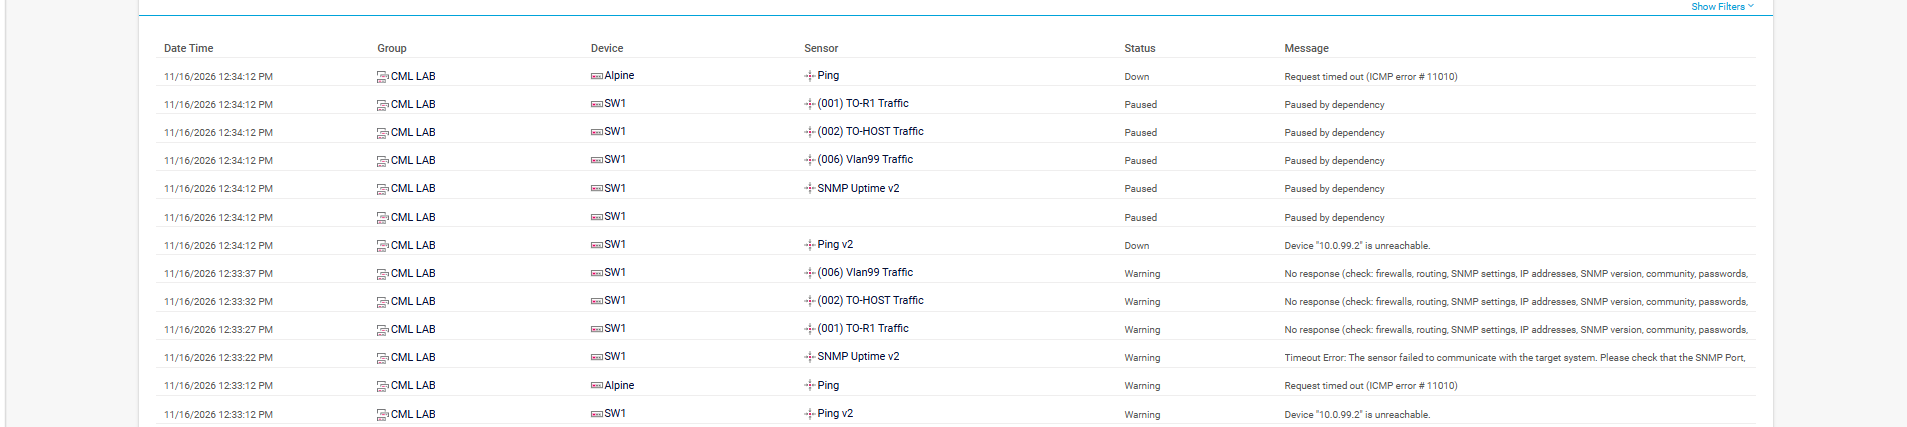 Show Filters
Date Time Group Device Sensor Status Message
11/16/2026 12:34:12 PM CML LAB Alpine Ping Down Request timed out (ICMP error # 11010)
11/16/2026 12:34:12 PM CML LAB SW1 (001) TO-R1 Traffic Paused Paused by dependency
11/16/2026 12:34:12 PM CML LAB SW1 (002) TO-HOST Traffic Paused Paused by dependency
11/16/2026 12:34:12 PM CML LAB SW1 (006) Vlan99 Traffic Paused Paused by dependency
11/16/2026 12:34:12 PM CML LAB SW1 SNMP Uptime v2 Paused Paused by dependency
11/16/2026 12:34:12 PM CML LAB SW1 Paused Paused by dependency
11/16/2026 12:34:12 PM CML LAB SW1 Ping v2 Down Device "10.0.99.2" is unreachable.
11/16/2026 12:33:37 PM CML LAB SW1 (006) Vlan99 Traffic Warning No response (check: firewalls, routing, SNMP settings, IP addresses, SNMP version, community, passwords,
11/16/2026 12:33:32 PM CML LAB SW1 (002) TO-HOST Traffic Warning No response (check: firewalls, routing, SNMP settings, IP addresses, SNMP version, community, passwords,
11/16/2026 12:33:27 PM CML LAB SW1 (001) TO-R1 Traffic Warning No response (check: firewalls, routing, SNMP settings, IP addresses, SNMP version, community, passwords,
11/16/2026 12:33:22 PM CML LAB SW1 SNMP Uptime v2 Warning Timeout Error: The sensor failed to communicate with the target system. Please check that the SNMP Port,
11/16/2026 12:33:12 PM CML LAB Alpine Ping Warning Request timed out (ICMP error # 11010)
11/16/2026 12:33:12 PM CML LAB SW1 Ping v2 Warning Device "10.0.99.2" is unreachable.